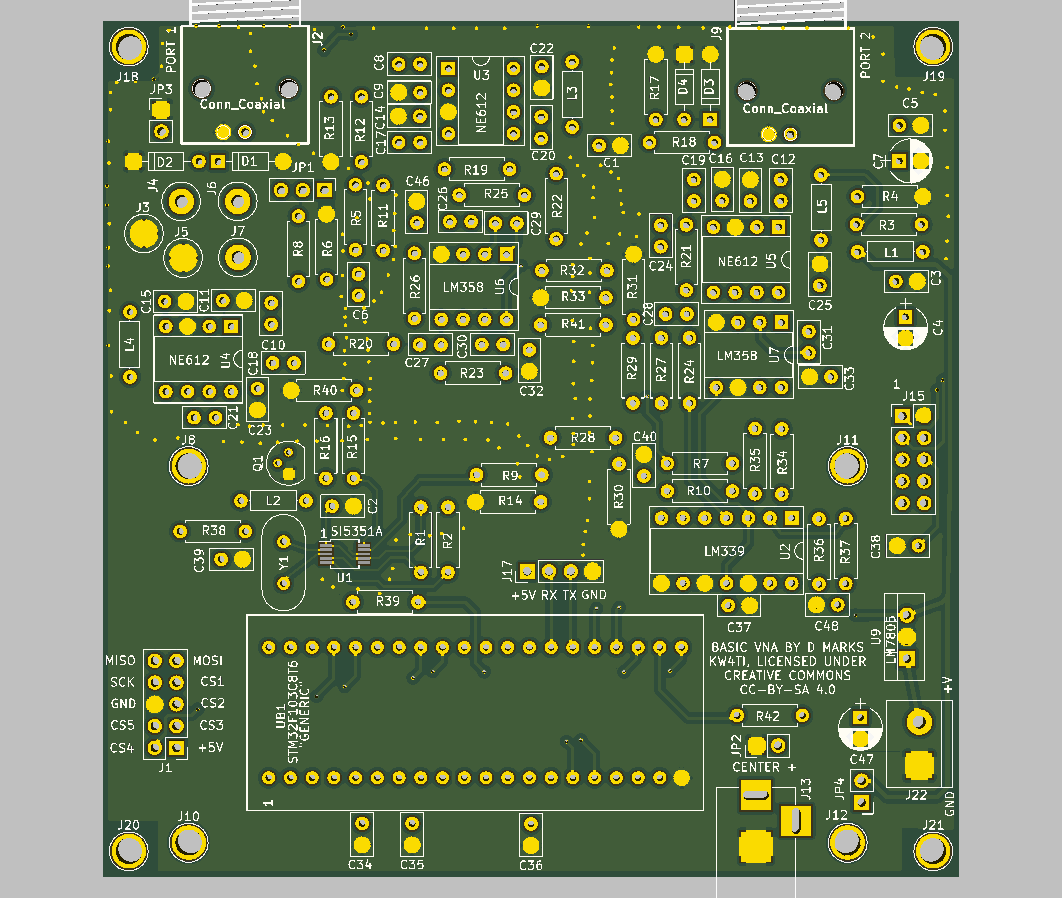 PORT 1
J2
J9
PORT 2
J18
J19
JP3
C8
U3
NE612
C22
L3
R17
D4
D3
C5
Conn_Coaxial
Conn_Coaxial
C9
C14
C17
R13
R12
C20
C1
R18
C7
D2
D1
JP1
R19
C19
C16
C13
C12
J4
J6
J3
J5
J7
R5
R11
C46
C26
R25
C29
R22
L5
R4
R3
L1
R8
R6
C24
R21
NE612
U5
R26
LM358
U6
R32
R33
R31
R41
C6
C25
C3
C4
C15
C11
C10
C28
L4
NE612
U4
C18
R20
C27
C30
R23
C32
R29
R27
R24
LM358
U7
C31
C33
R40
C21
C23
1
J15
J8
Q1
R16
R15
R28
C40
J11
R35
R34
R9
R14
R7
R10
R30
L2
C2
SI5351A
1
U1
R38
C39
Y1
R1
R2
LM339
U2
R36
R37
C38
J17
+5V RX TX GND
R39
C37
C48
U9
LM7805
MISO
MOSI
SCK
CS1
GND
CS2
CS5
CS3
CS4
+5V
J1
UB1
STM32F103C8T6
"GENERIC"
1
BASIC VNA BY D MARKS
KW4TI, LICENSED UNDER
CREATIVE COMMONS
CC-BY-SA 4.0
+V
R42
JP2
CENTER +
C47
JP4
J22
GND
J13
J20
J10
J12
J21
C34
C35
C36